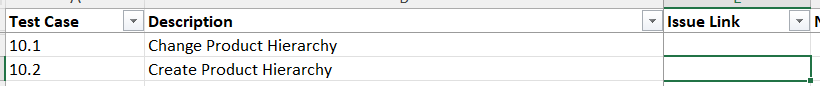 Test Case Description Issue Link
10.1 Change Product Hierarchy
10.2 Create Product Hierarchy